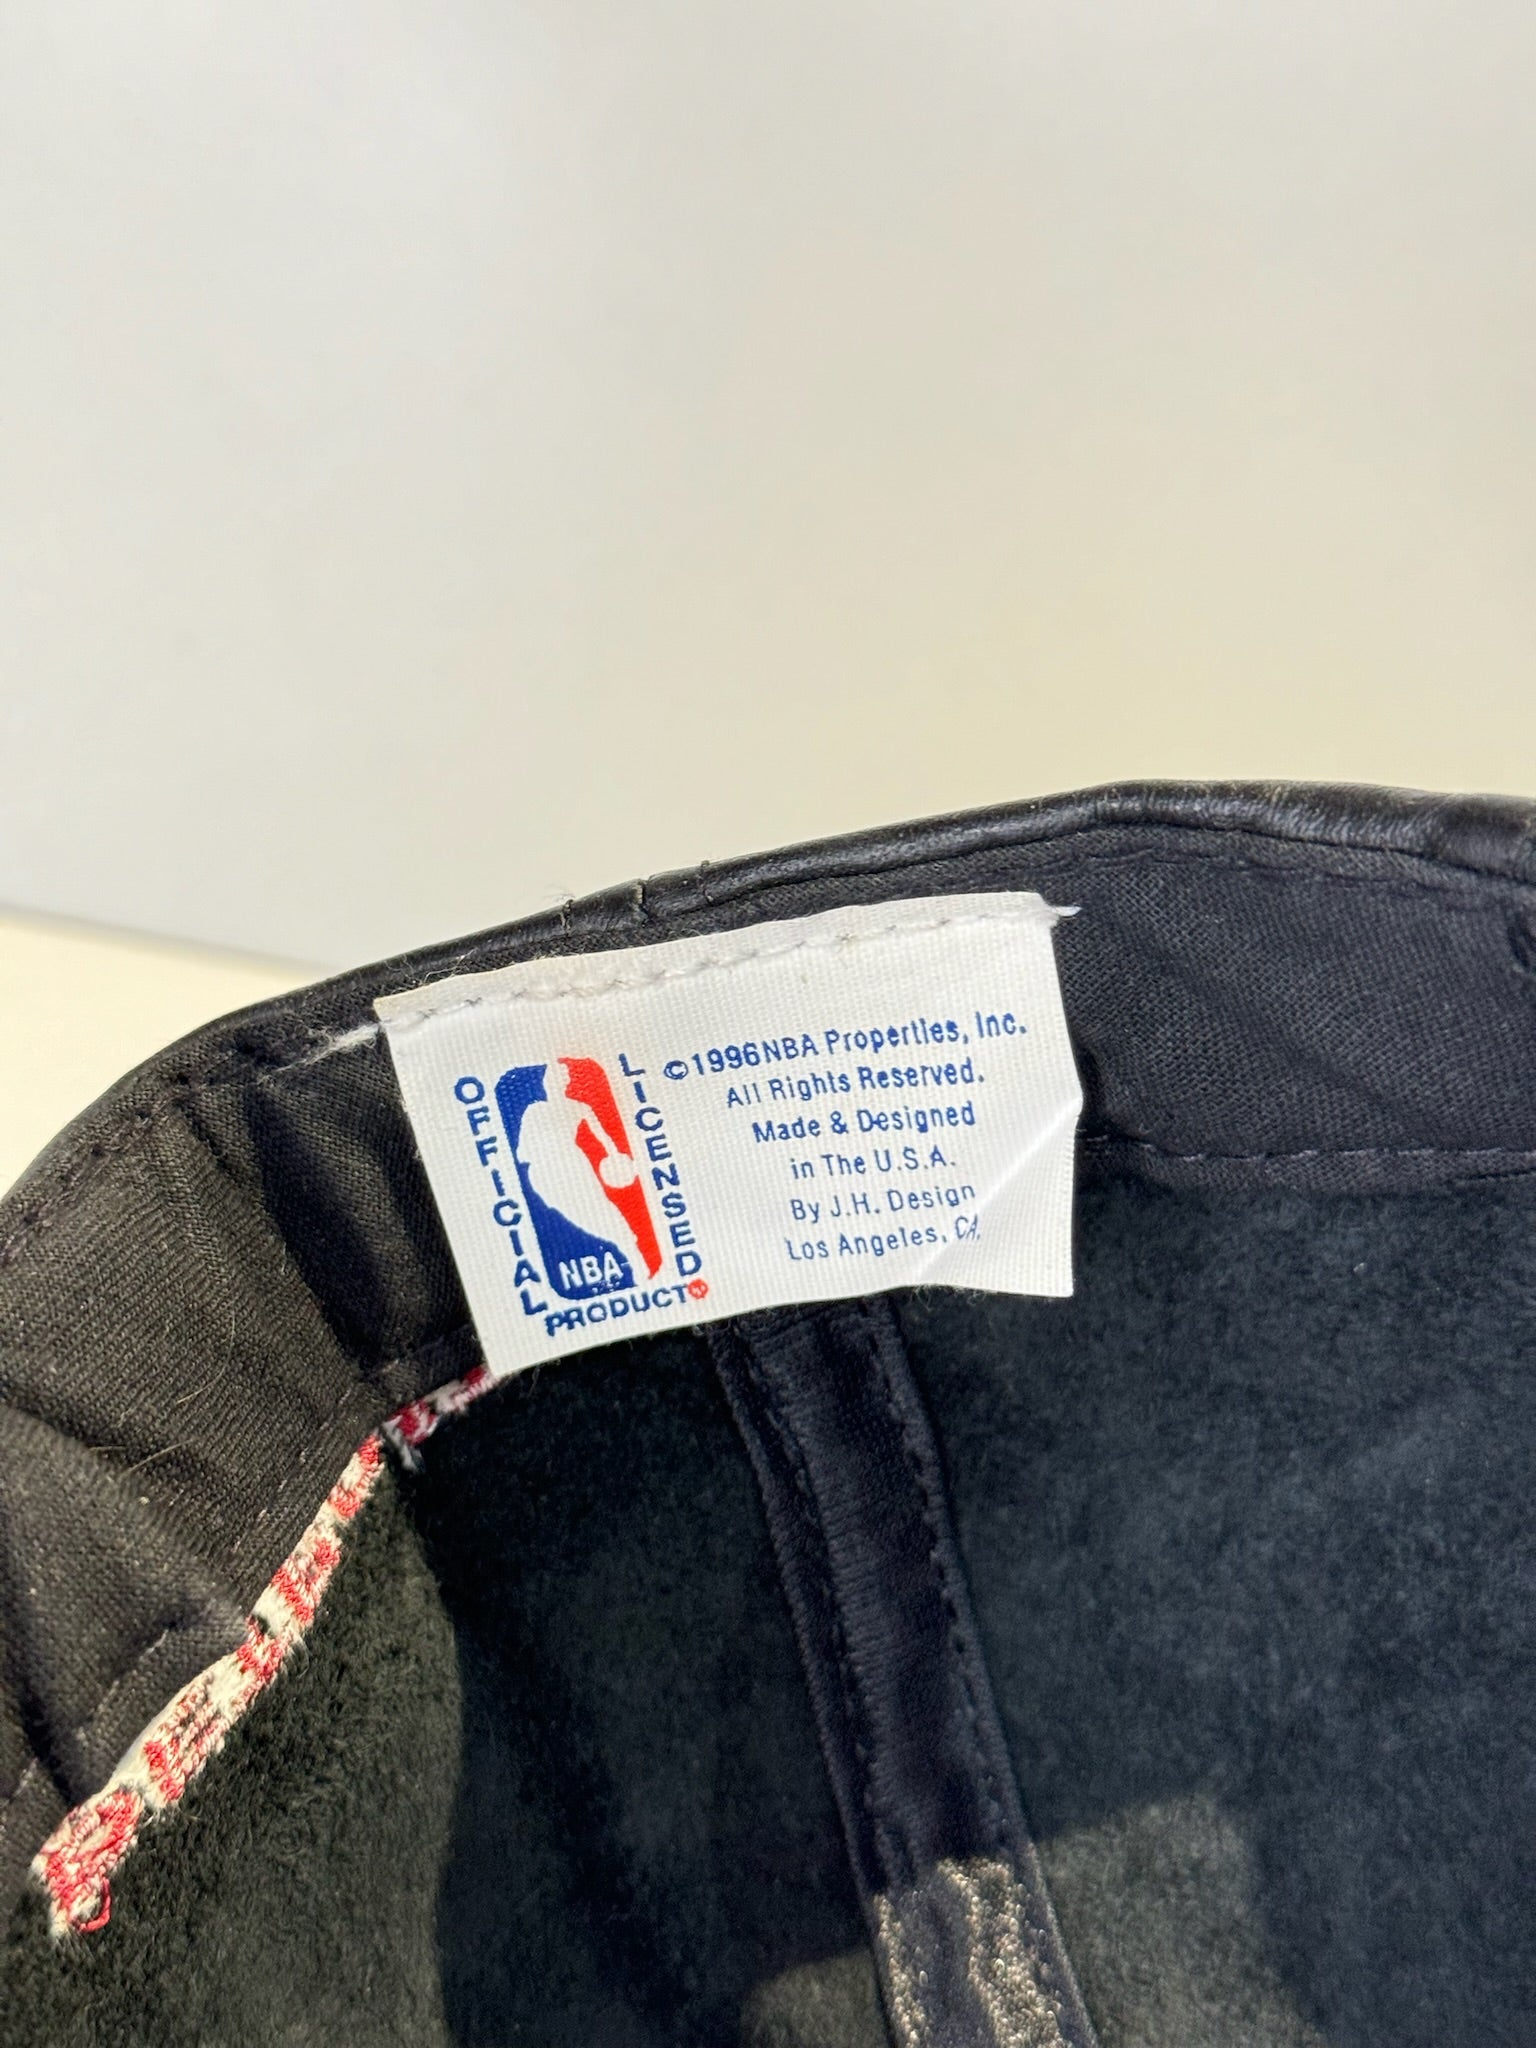 OFFICIAL
LICENSED
NBA
PRODUCT
©1996NBA Properties, Inc.
All Rights Reserved.
Made & Designed
in The U.S.A.
By J.H. Design
Los Angeles, CA.